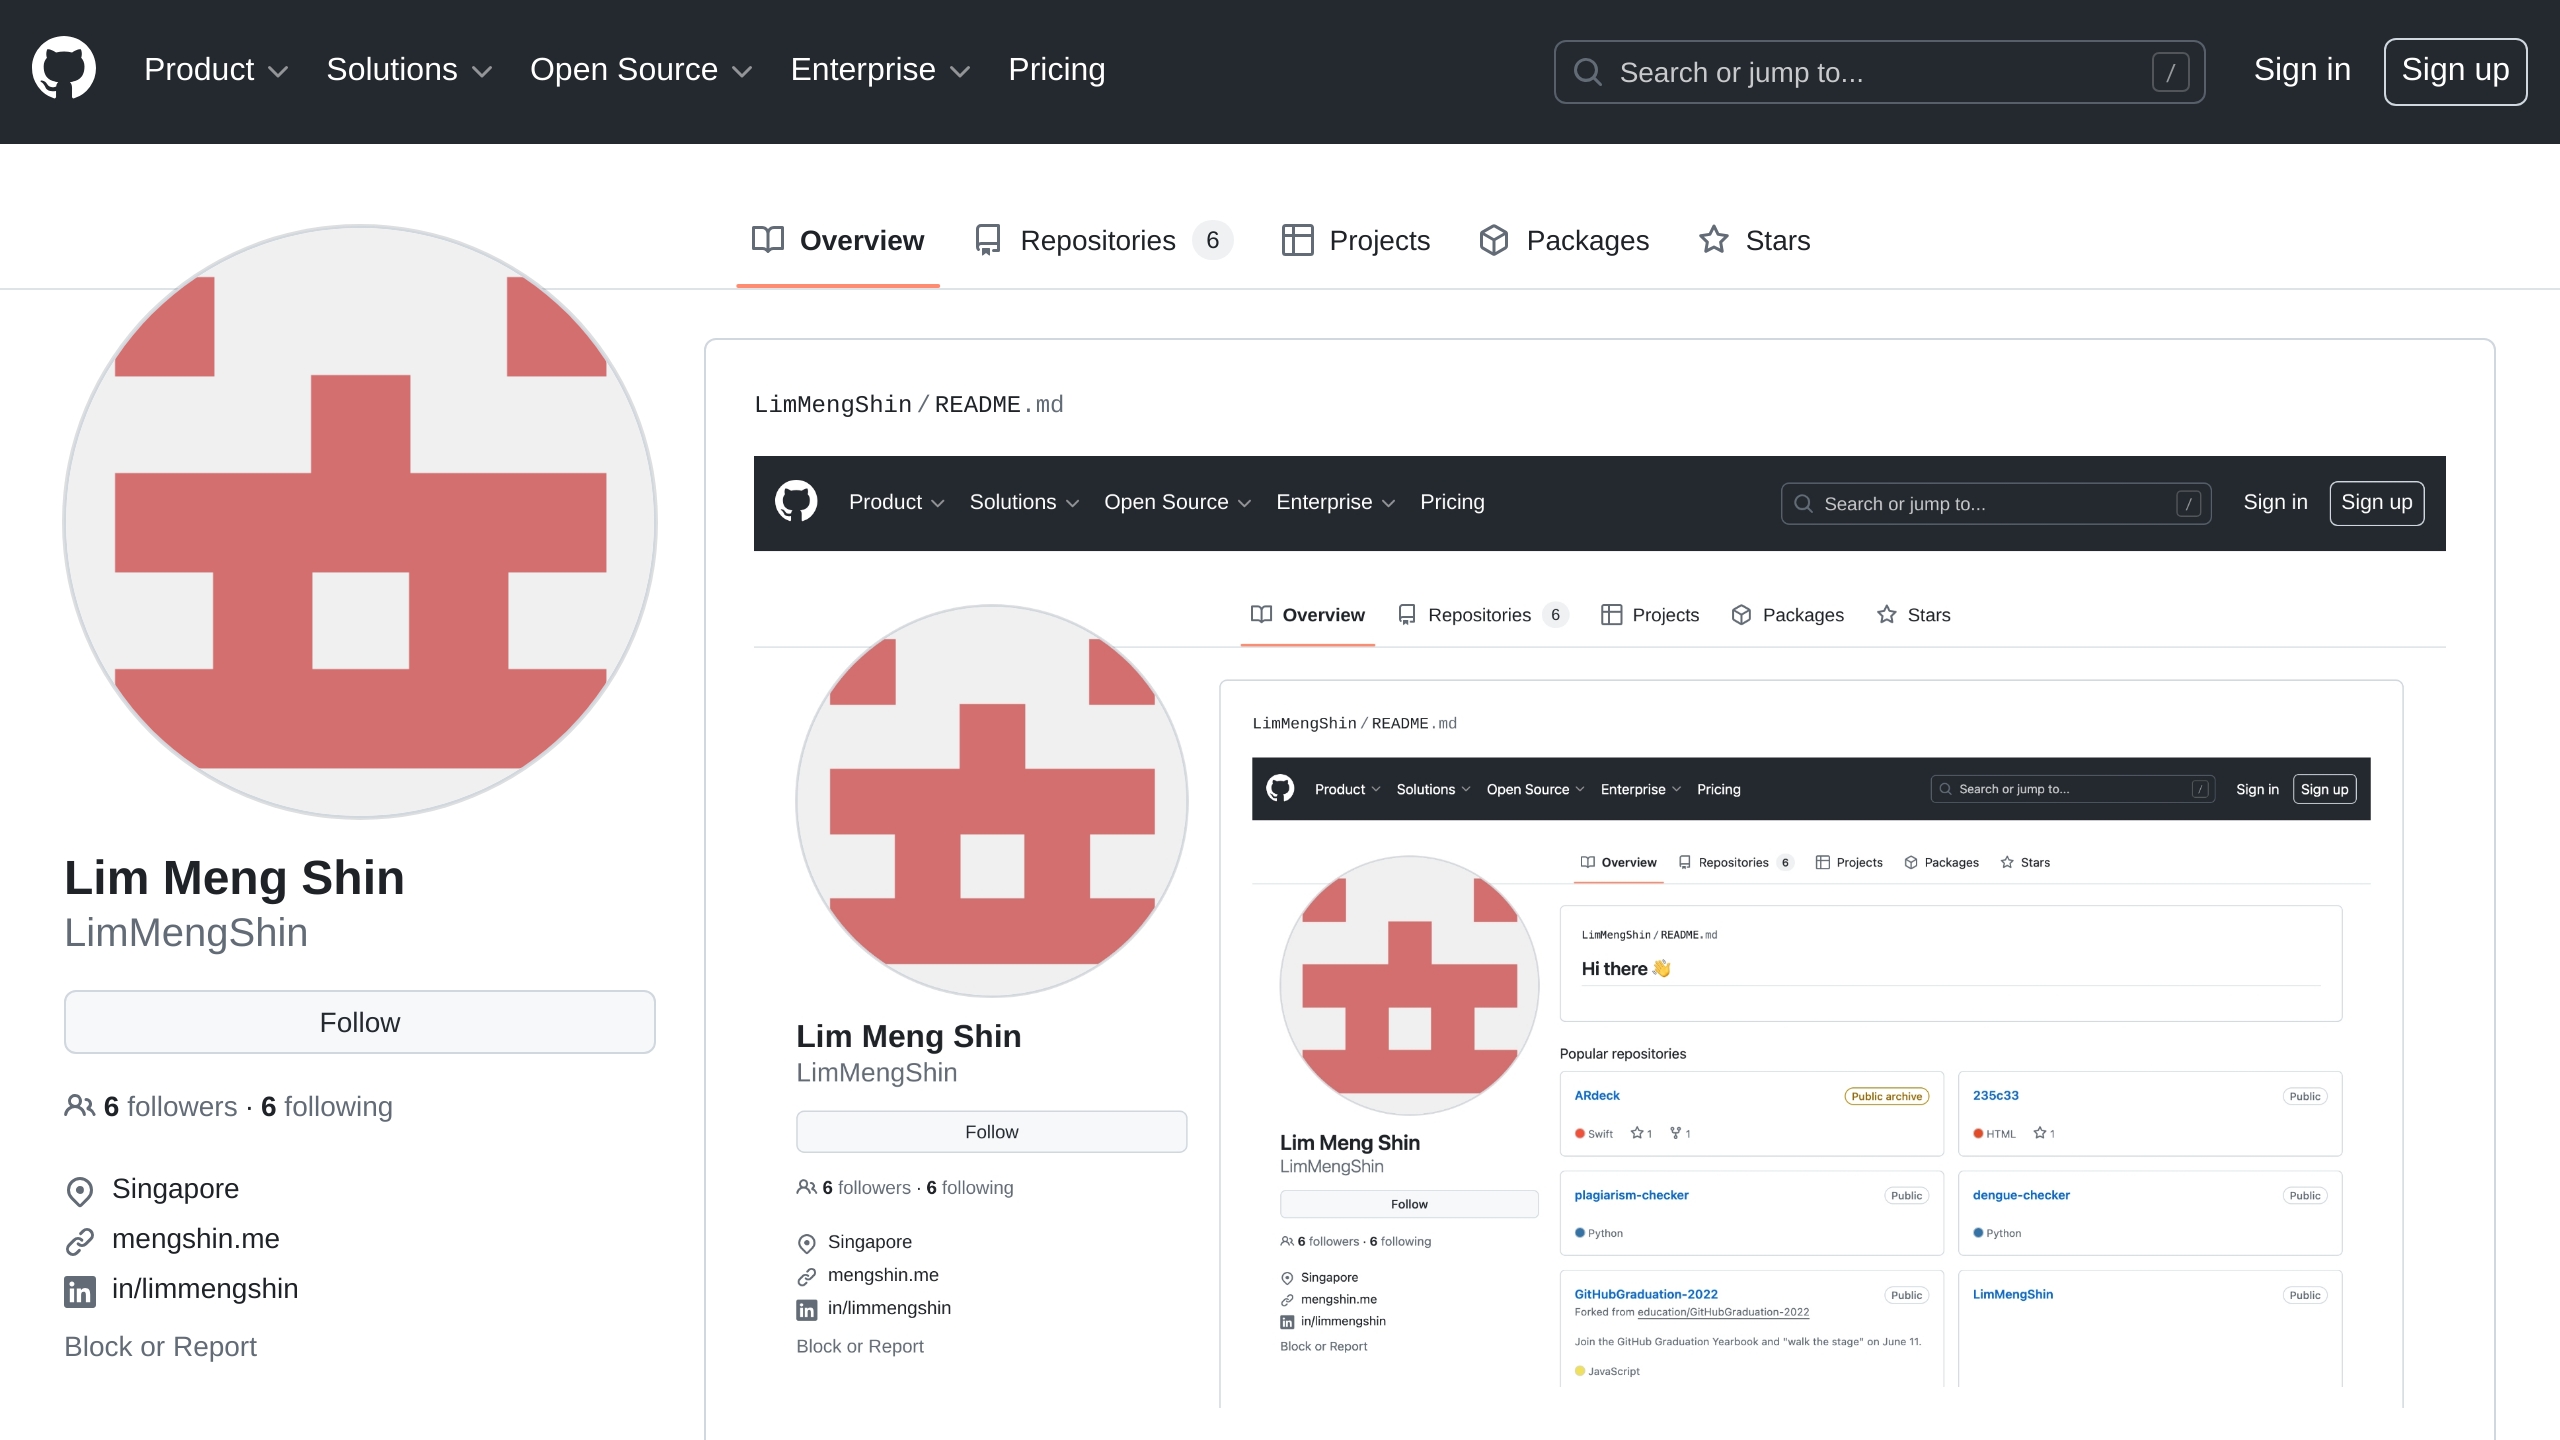 Product Solutions Open Source Enterprise Pricing Search or jump to... / Sign in Sign up
Overview Repositories 6 Projects Packages Stars
Lim Meng Shin
LimMengShin
Follow
6 followers · 6 following
Singapore
mengshin.me
in/limmengshin
Block or Report
LimMengShin/README.md
Product Solutions Open Source Enterprise Pricing Search or jump to... / Sign in Sign up
Overview Repositories 6 Projects Packages Stars
Lim Meng Shin
LimMengShin
Follow
6 followers · 6 following
Singapore
mengshin.me
in/limmengshin
Block or Report
LimMengShin/README.md
Product Solutions Open Source Enterprise Pricing Search or jump to... / Sign in Sign up
Overview Repositories 6 Projects Packages Stars
Lim Meng Shin
LimMengShin
Follow
6 followers · 6 following
Singapore
mengshin.me
in/limmengshin
Block or Report
LimMengShin/README.md
Hi there 👋
Popular repositories
ARdeck Public archive
Swift 1 1
235c33 Public
HTML 1
plagiarism-checker Public
Python
dengue-checker Public
Python
GitHubGraduation-2022 Public
Forked from education/GitHubGraduation-2022
Join the GitHub Graduation Yearbook and "walk the stage" on June 11.
JavaScript
LimMengShin Public